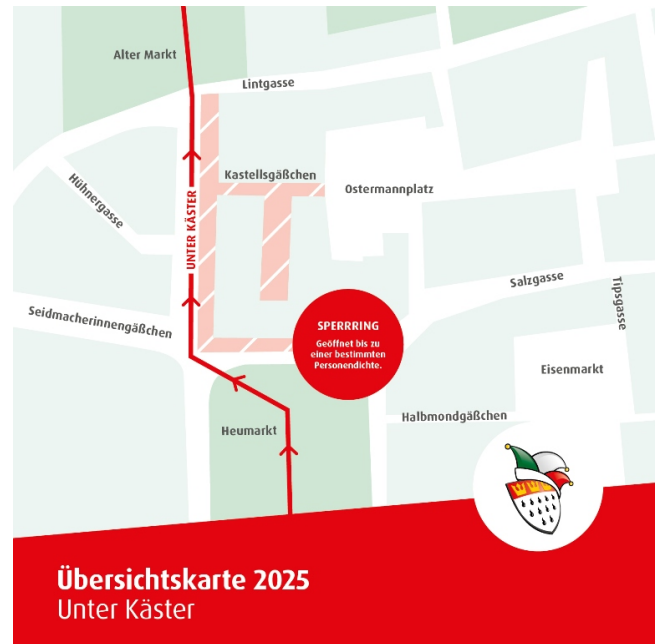 Alter Markt
Lintgasse
Kastellsgäßchen
Ostermannplatz
Hühnergasse
UNTER KÄSTER
Salzgasse
Tipsgasse
Seidmacherinnengäßchen
SPERRRING
Geöffnet bis zu
einer bestimmten
Personendichte.
Eisenmarkt
Halbmondgäßchen
Heumarkt
Übersichtskarte 2025
Unter Käster